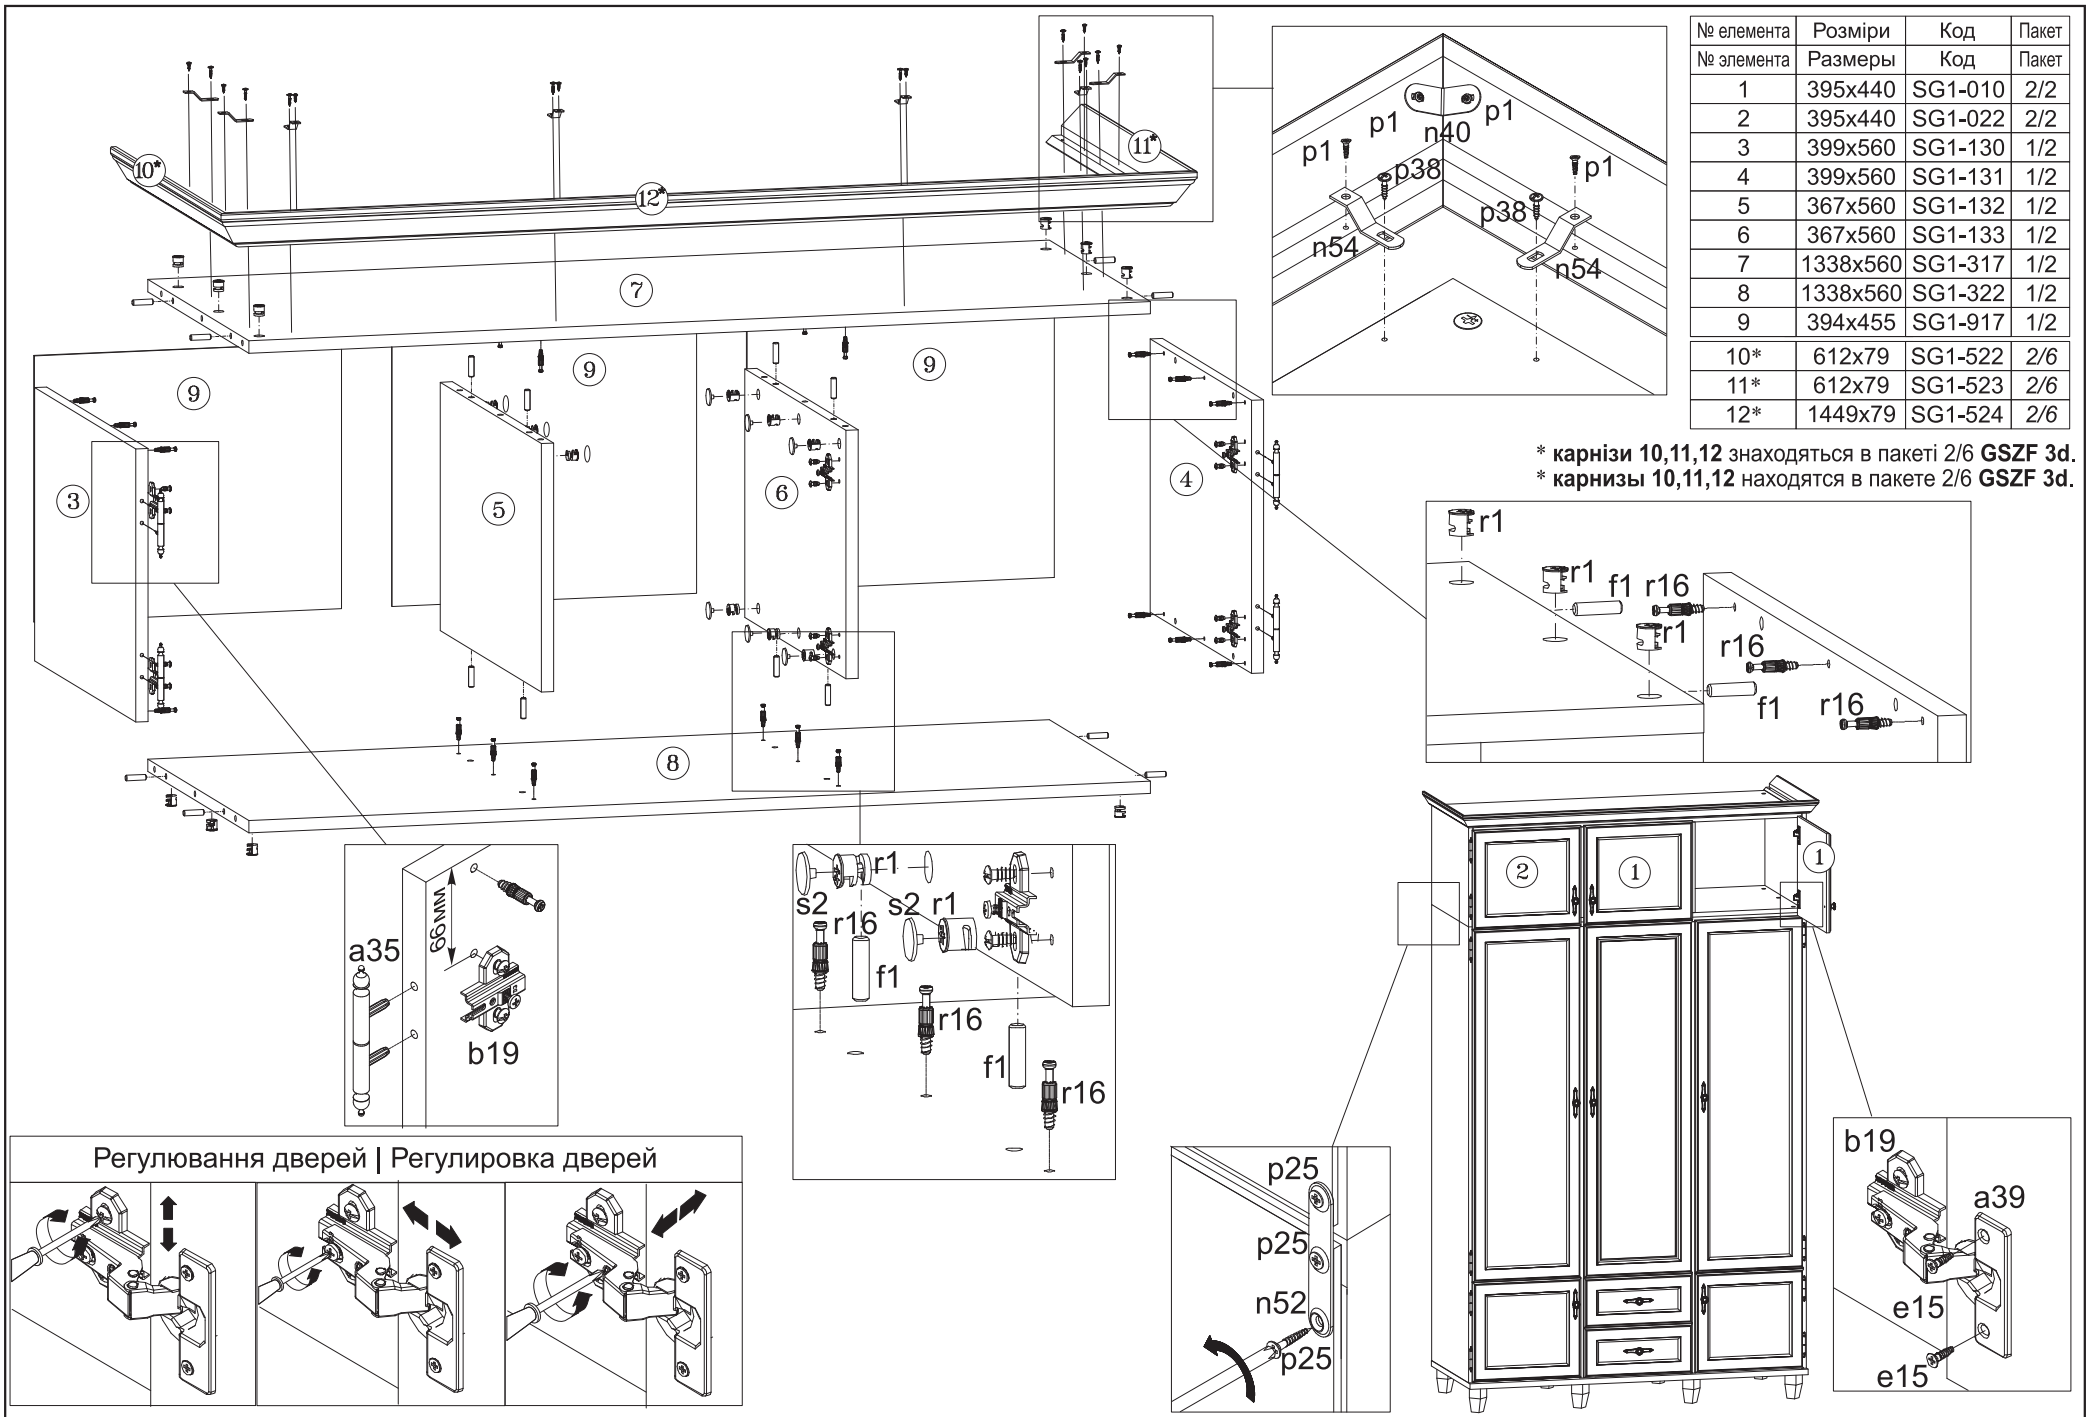 № елемента Розміри Код Пакет
№ элемента Размеры Код Пакет
1 395x440 SG1-010 2/2
2 395x440 SG1-022 2/2
3 399x560 SG1-130 1/2
4 399x560 SG1-131 1/2
5 367x560 SG1-132 1/2
6 367x560 SG1-133 1/2
7 1338x560 SG1-317 1/2
8 1338x560 SG1-322 1/2
9 394x455 SG1-917 1/2
10* 612x79 SG1-522 2/6
11* 612x79 SG1-523 2/6
12* 1449x79 SG1-524 2/6
* карнізи 10,11,12 знаходяться в пакеті 2/6 GSZF 3d.
* карнизы 10,11,12 находятся в пакете 2/6 GSZF 3d.
10*
12*
11*
7
9
9
9
3
5
6
4
8
p1
n40
p1
p1
p38
p1
p38
n54
n54
r1
r1
f1
r16
r1
r16
f1
r16
66мм
a35
b19
r1
s2
r16
s2
r1
f1
r16
f1
r16
2
1
1
p25
p25
n52
p25
b19
a39
e15
e15
Регулювання дверей | Регулировка дверей